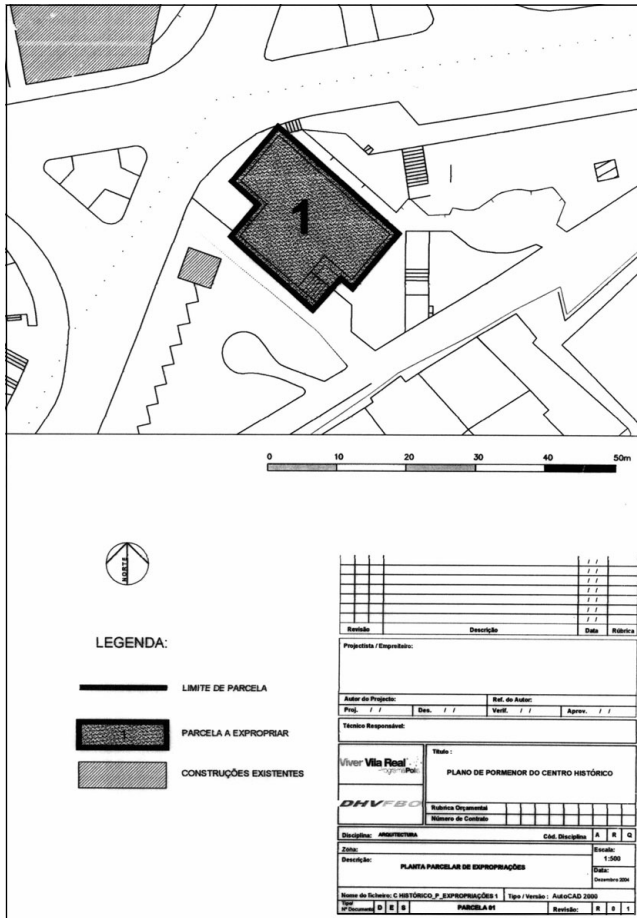 1
0 10 20 30 40 50m
NORTE
LEGENDA:
LIMITE DE PARCELA
1
PARCELA A EXPROPRIAR
CONSTRUÇÕES EXISTENTES
/ /
/ /
/ /
/ /
/ /
/ /
/ /
Revisão Descrição Data Rúbrica
Projectista / Empreiteiro:
Autor do Projecto: Ref. do Autor:
Proj. / / Des. / / Verif. / / Aprov. / /
Técnico Responsável:
Viver Vila Real
programaPolis
DHVFBO
Título :
PLANO DE PORMENOR DO CENTRO HISTÓRICO
Rubrica Orçamental
Número de Contrato
Disciplina: ARQUITECTURA Cód. Disciplina A R Q
Zona:
Descrição:
PLANTA PARCELAR DE EXPROPRIAÇÕES
Escala:
1:500
Data:
Dezembro 2004
Nome do ficheiro: C HISTÓRICO_P_EXPROPRIAÇÕES 1 Tipo / Versão : AutoCAD 2000
Nº Documento D E S PARCELA 01 Revisão: R 0 1